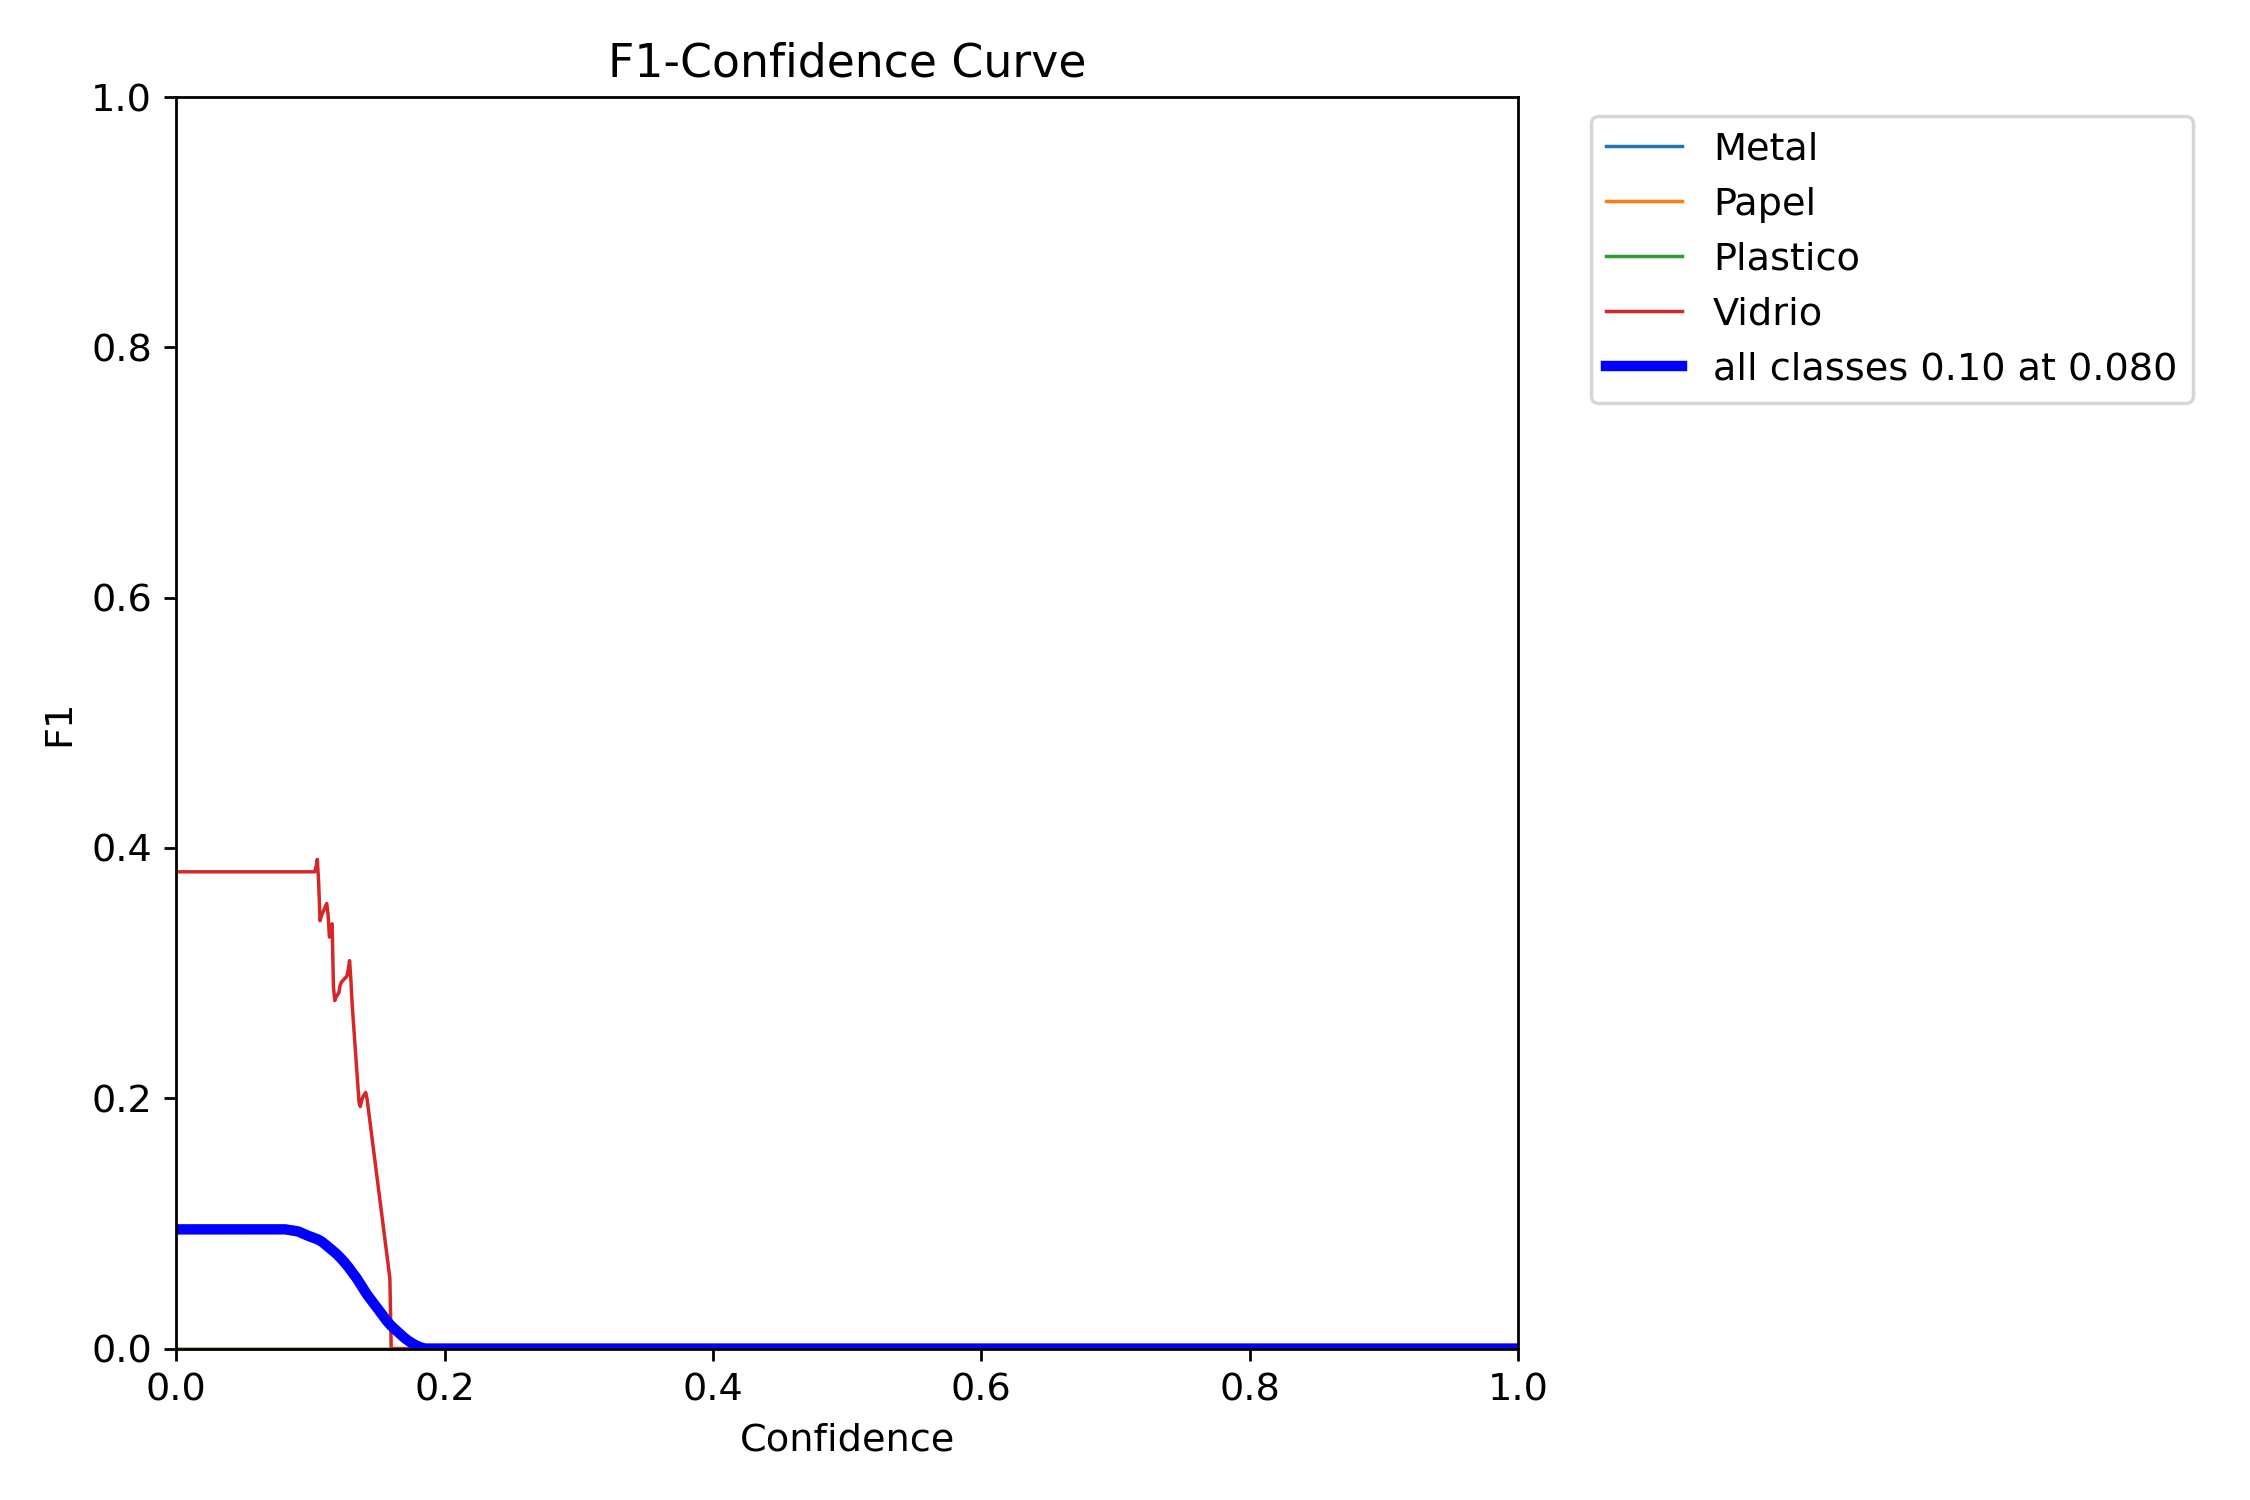 F1-Confidence Curve
1.0
0.8
0.6
0.4
0.2
0.0
F1
0.0 0.2 0.4 0.6 0.8 1.0
Confidence
Metal
Papel
Plastico
Vidrio
all classes 0.10 at 0.080